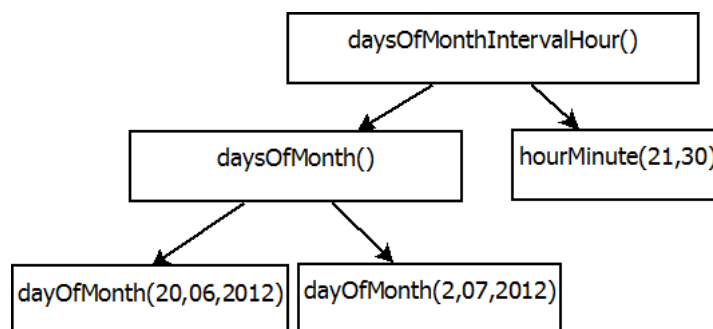 daysOfMonthIntervalHour()
daysOfMonth()
hourMinute(21,30)
dayOfMonth(20,06,2012)
dayOfMonth(2,07,2012)